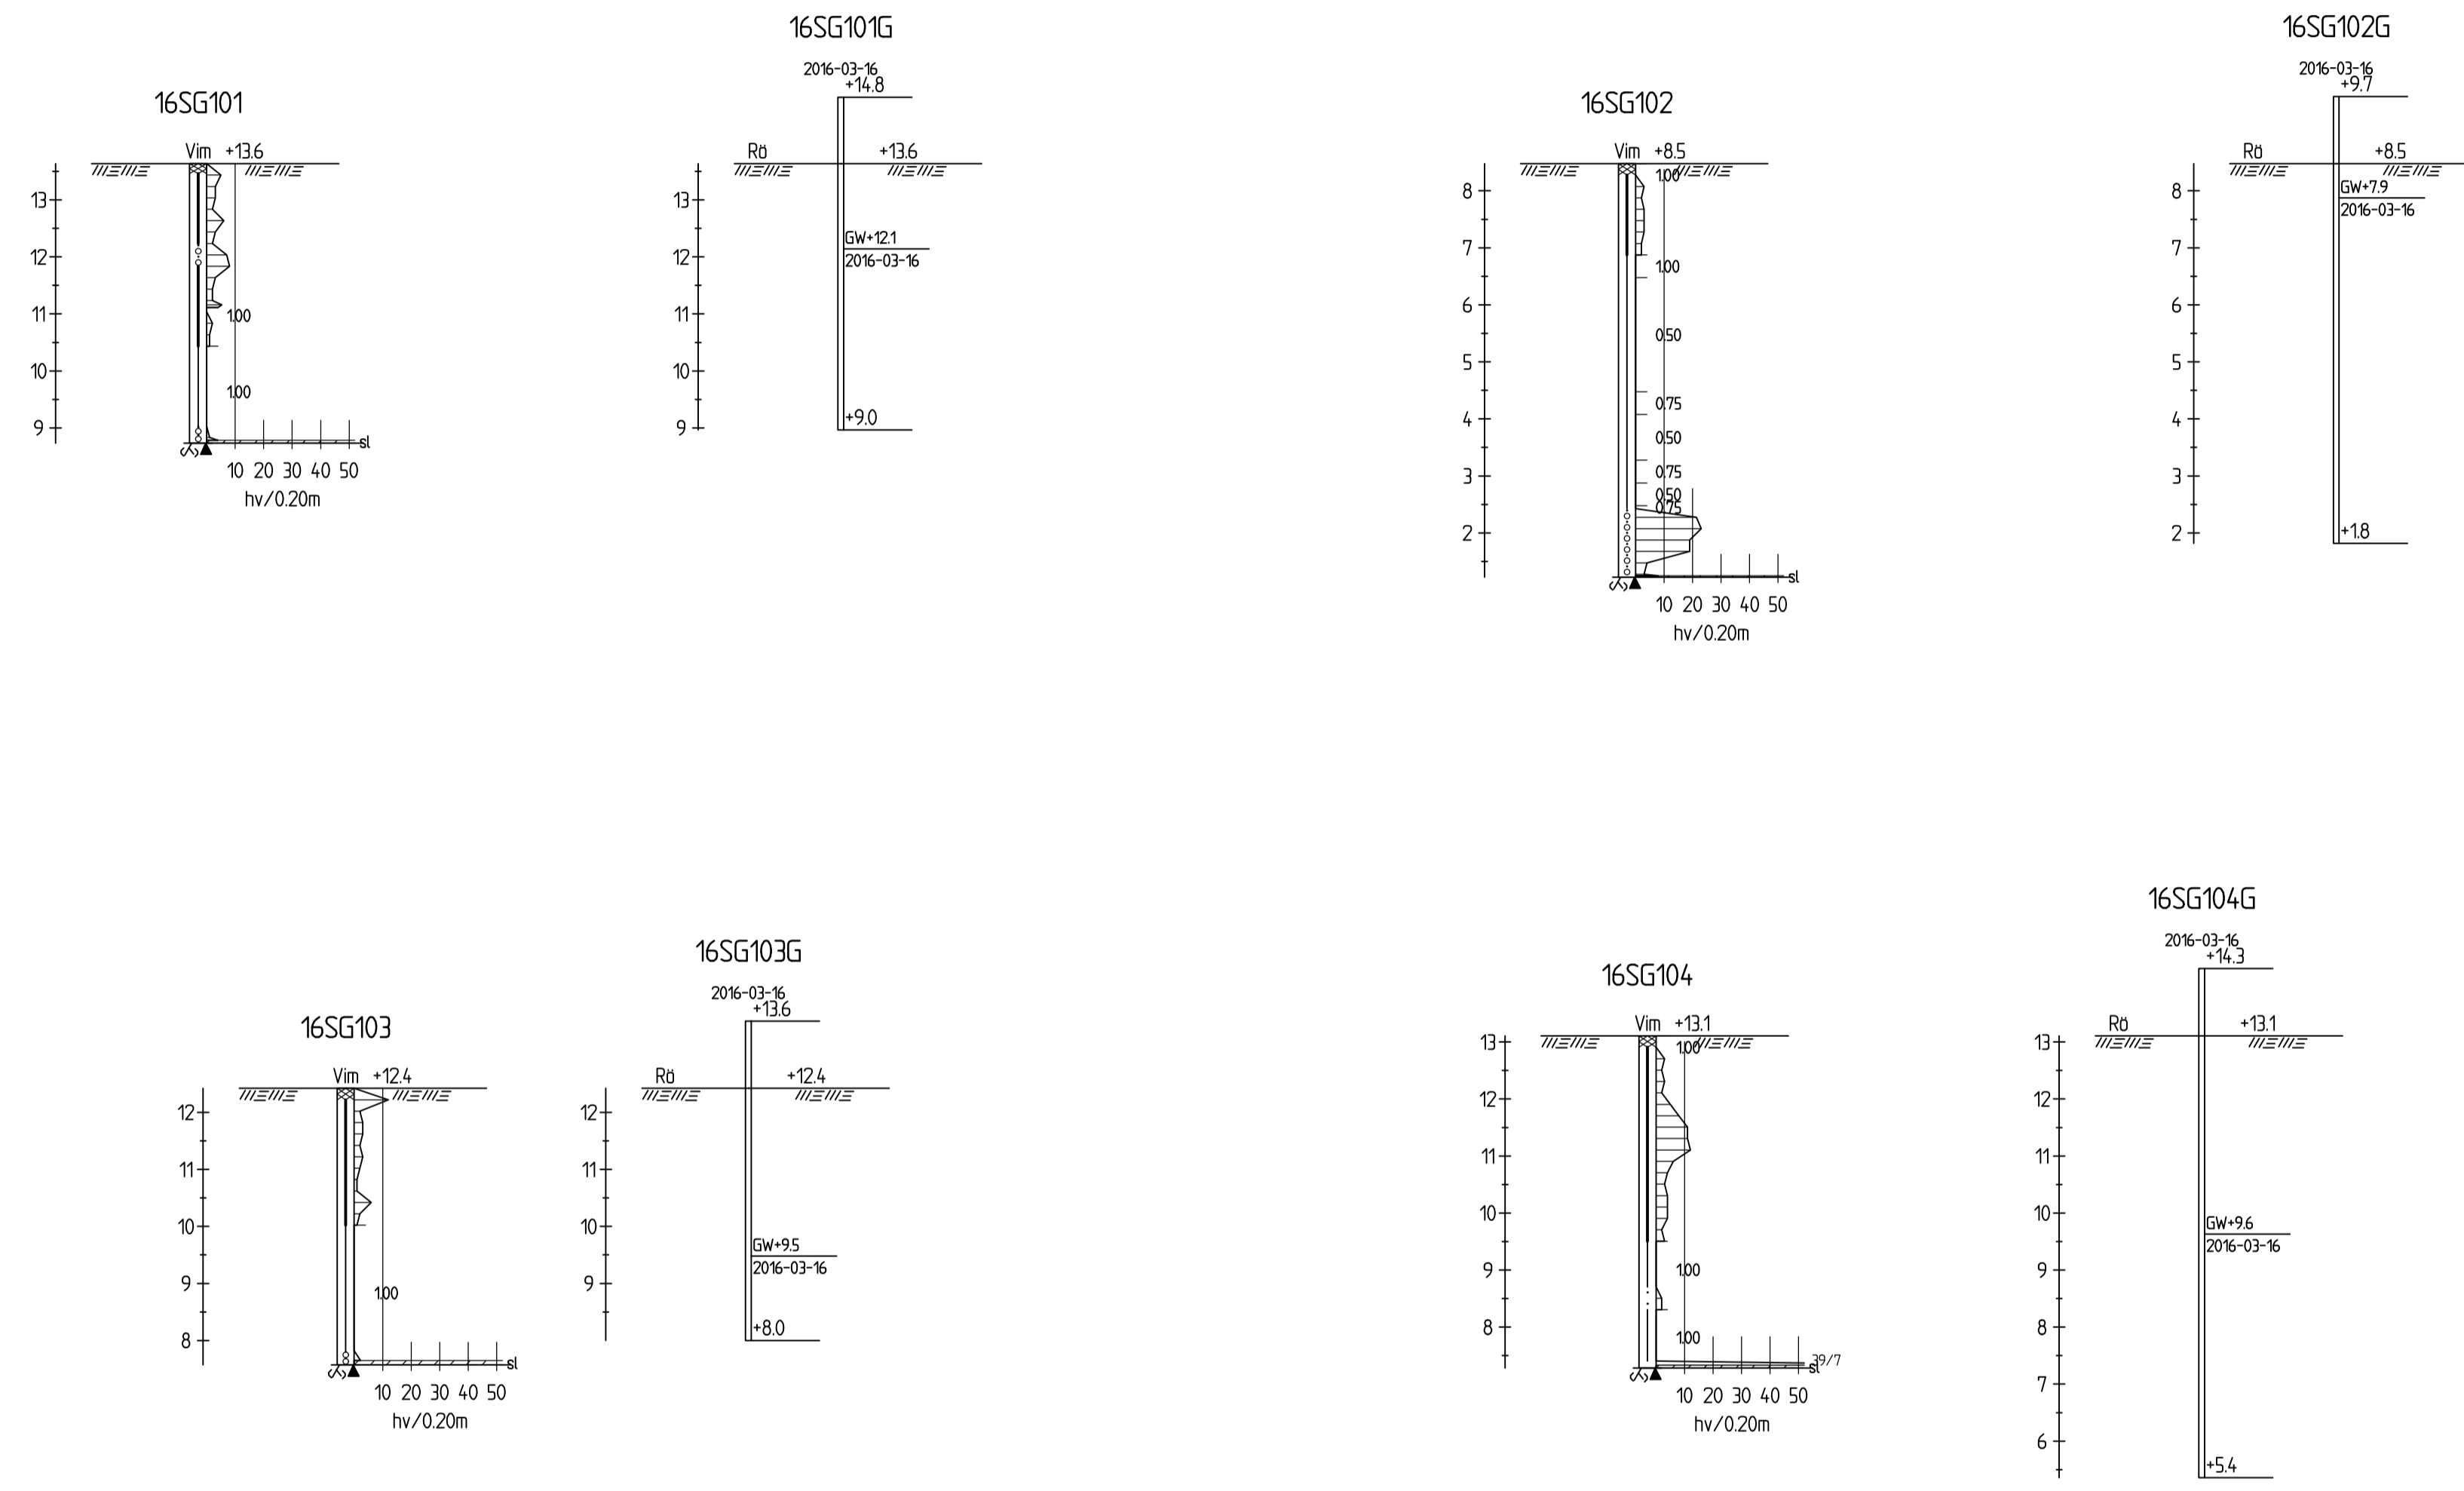 16SG101
Vim +13.6
13
12
11
10
9
1.00
1.00
sl
10 20 30 40 50
hv/0.20m
16SG101G
2016-03-16
+14.8
Rö +13.6
13
12
11
10
9
GW+12.1
2016-03-16
+9.0
16SG102
Vim +8.5
8
7
6
5
4
3
2
1.00
1.00
0.50
0.75
0.50
0.75
0.50
0.75
sl
10 20 30 40 50
hv/0.20m
16SG102G
2016-03-16
+9.7
Rö +8.5
8
7
6
5
4
3
2
GW+7.9
2016-03-16
+1.8
16SG103
Vim +12.4
12
11
10
9
8
1.00
sl
10 20 30 40 50
hv/0.20m
16SG103G
2016-03-16
+13.6
Rö +12.4
12
11
10
9
GW+9.5
2016-03-16
+8.0
16SG104
Vim +13.1
13
12
11
10
9
8
1.00
1.00
1.00
39/7
sl
10 20 30 40 50
hv/0.20m
16SG104G
2016-03-16
+14.3
Rö +13.1
13
12
11
10
9
8
7
6
GW+9.6
2016-03-16
+5.4